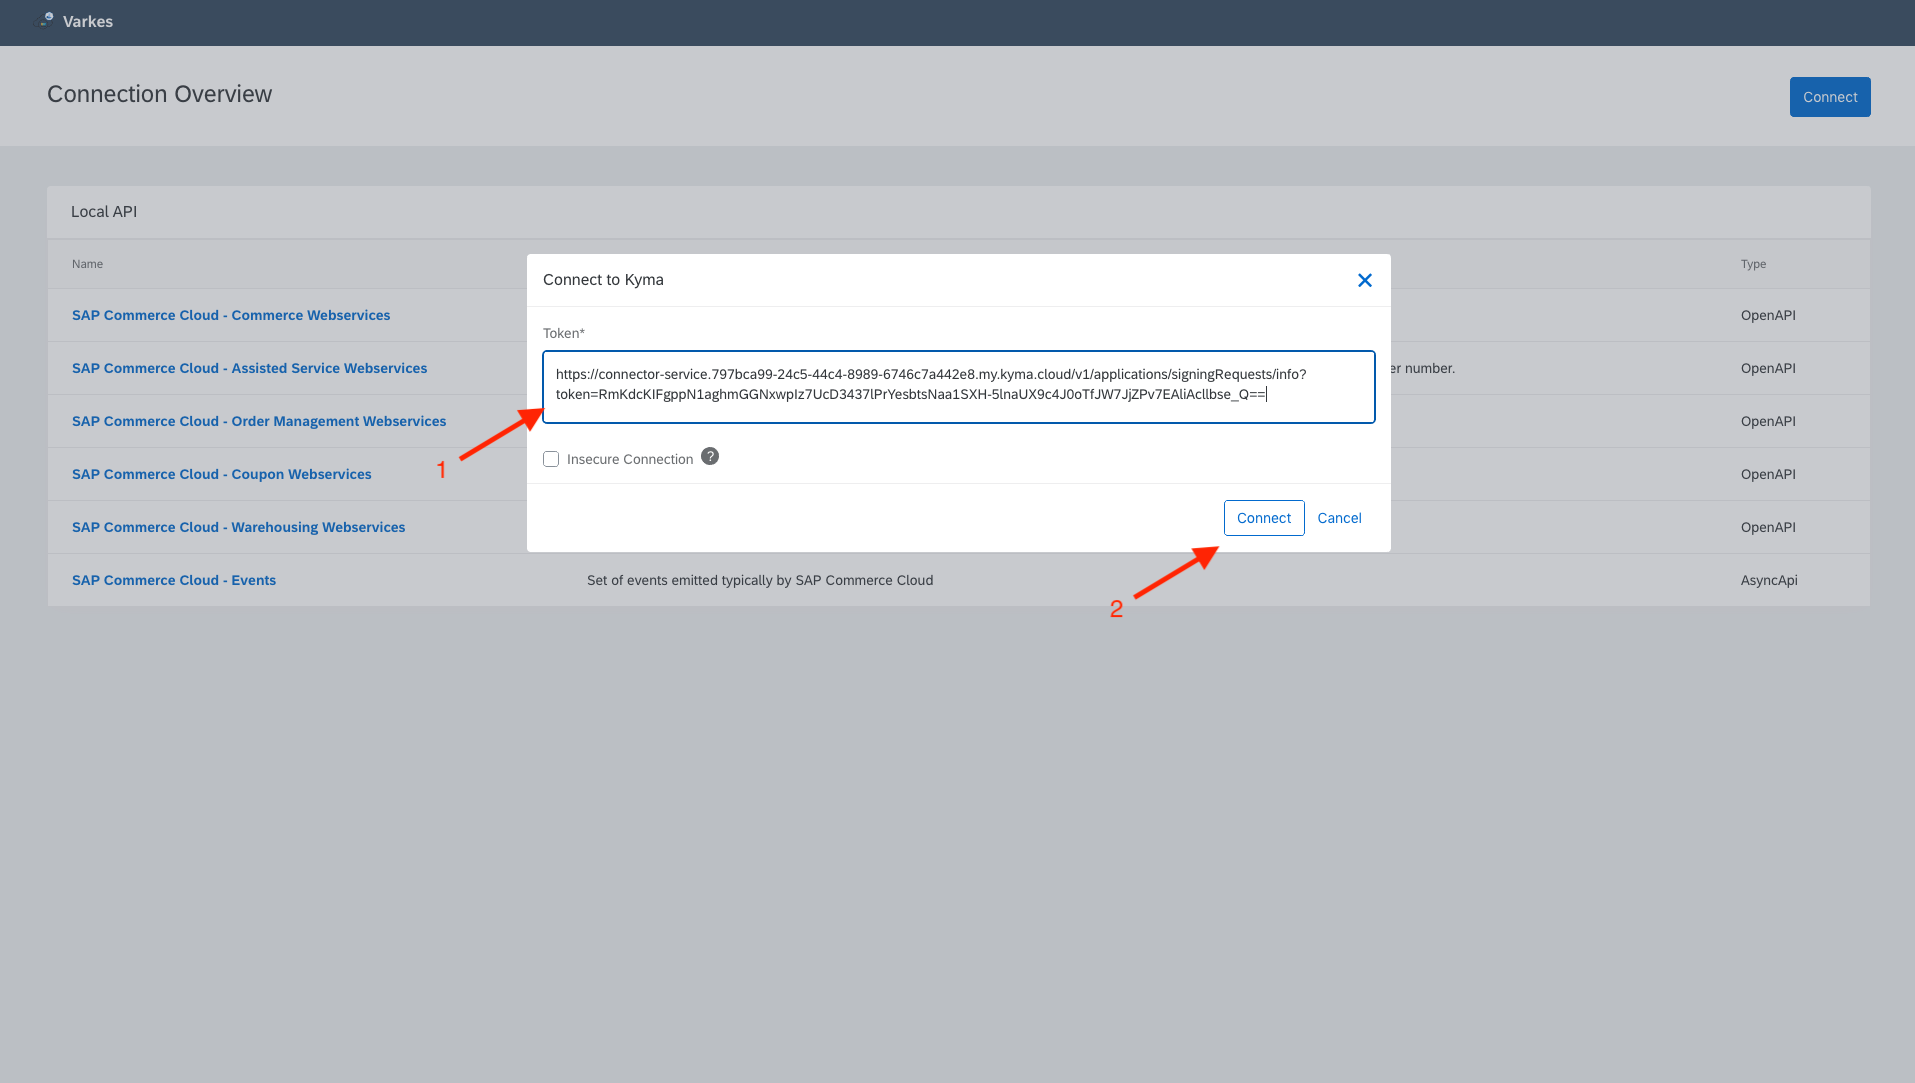 Varkes
Connection Overview
Connect
Local API
Name
Type
SAP Commerce Cloud - Commerce Webservices
OpenAPI
SAP Commerce Cloud - Assisted Service Webservices
er number.
OpenAPI
SAP Commerce Cloud - Order Management Webservices
OpenAPI
SAP Commerce Cloud - Coupon Webservices
OpenAPI
SAP Commerce Cloud - Warehousing Webservices
OpenAPI
SAP Commerce Cloud - Events
Set of events emitted typically by SAP Commerce Cloud
AsyncApi
Connect to Kyma
Token*
https://connector-service.797bca99-24c5-44c4-8989-6746c7a442e8.my.kyma.cloud/v1/applications/signingRequests/info?
token=RmKdcKIFgppN1aghmGGNxwpIz7UcD3437lPrYesbtsNaa1SXH-5lnaUX9c4J0oTfJW7JjZPv7EAliAcllbse_Q==
1
Insecure Connection
?
Connect
Cancel
2